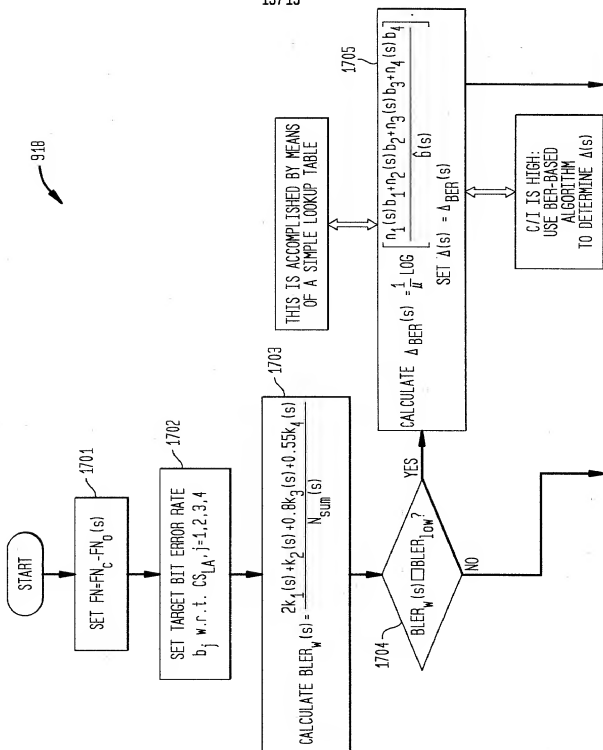 13/13
918
START
1701
SET FN=FN_C-FN_0(s)
1702
SET TARGET BIT ERROR RATE
b_j w.r.t. CS_LA, j=1,2,3,4
1703
CALCULATE BLER_W(s)= 2k_1(s)+k_2(s)+0.8k_3(s)+0.55k_4(s)
N_sum(s)
1704
BLER_W(s) □BLER_low?
YES
NO
THIS IS ACCOMPLISHED BY MEANS
OF A SIMPLE LOOKUP TABLE
1705
CALCULATE Δ_BER(s) = 1/μ LOG [n_1(s)b_1+n_2(s)b_2+n_3(s)b_3+n_4(s)b_4
b̂(s)]
SET Δ(s) = Δ_BER(s)
C/I IS HIGH:
USE BER-BASED
ALGORITHM
TO DETERMINE Δ(s)